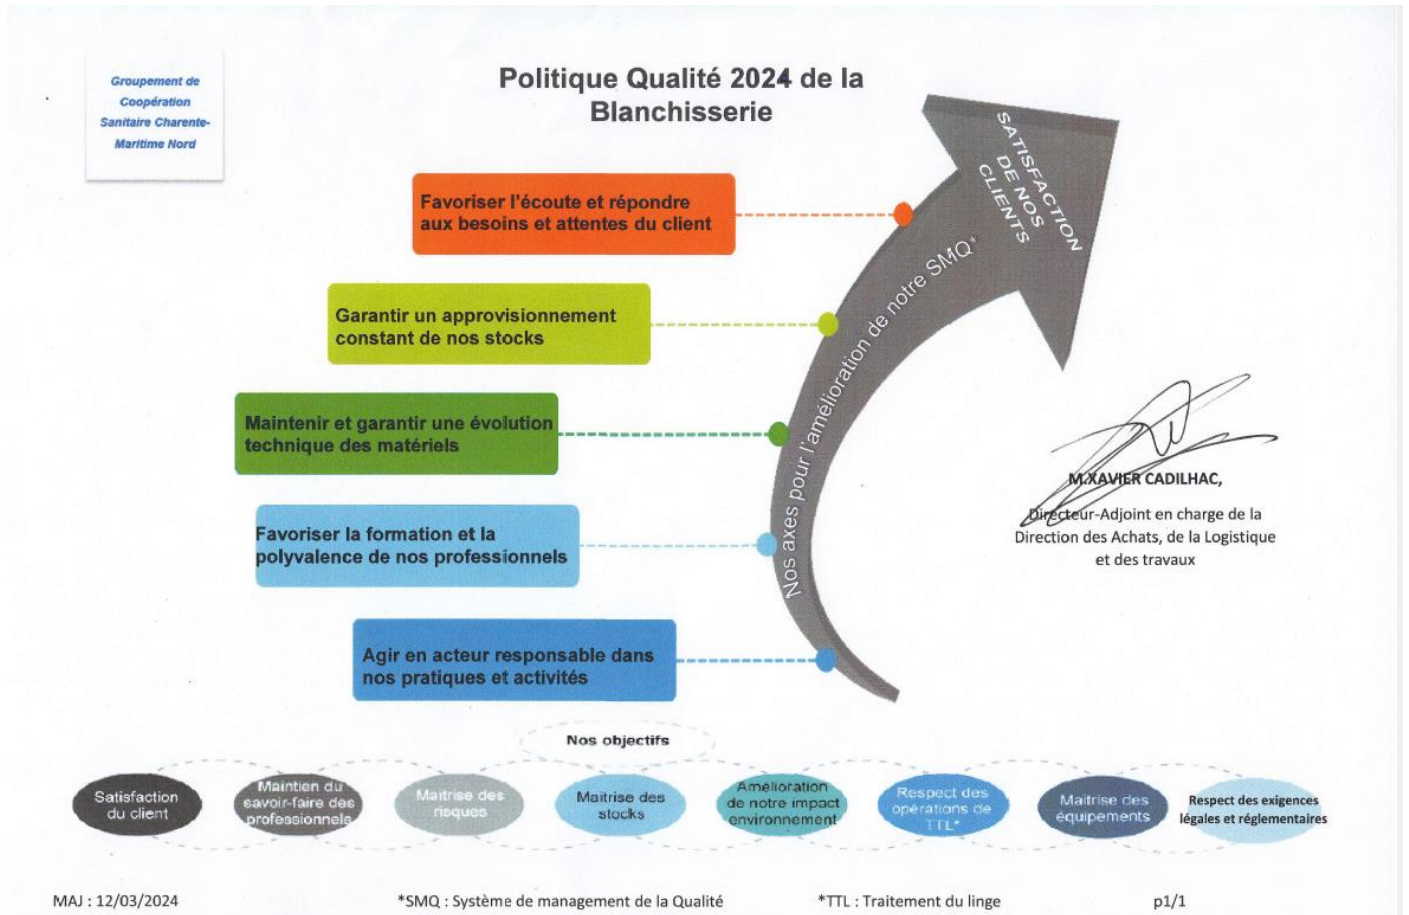 Groupement de
Coopération
Sanitaire Charente-
Maritime Nord
Politique Qualité 2024 de la
Blanchisserie
SATISFACTION
DE NOS
CLIENTS
Favoriser l'écoute et répondre
aux besoins et attentes du client
Garantir un approvisionnement
constant de nos stocks
Maintenir et garantir une évolution
technique des matériels
Favoriser la formation et la
polyvalence de nos professionnels
Agir en acteur responsable dans
nos pratiques et activités
Nos axes pour l'amélioration de notre SMQ*
M.XAVIER CADILHAC,
Directeur-Adjoint en charge de la
Direction des Achats, de la Logistique
et des travaux
Nos objectifs
Satisfaction
du client
Maintien du
savoir-faire des
professionnels
Maitrise des
risques
Maitrise des
stocks
Amélioration
de notre impact
environnement
Respect des
opérations de
TTL*
Maitrise des
équipements
Respect des exigences
légales et réglementaires
MAJ : 12/03/2024
*SMQ : Système de management de la Qualité
*TTL : Traitement du linge
p1/1